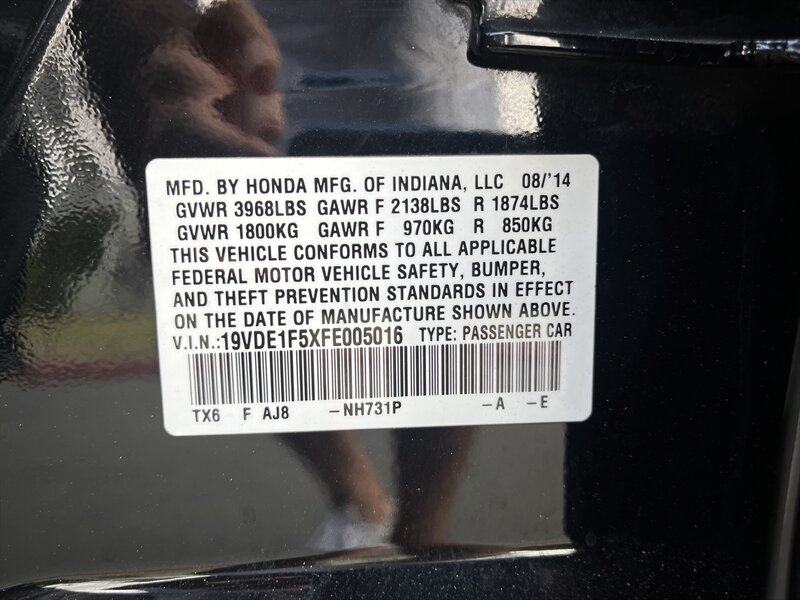 MFD. BY HONDA MFG. OF INDIANA, LLC 08/'14
GVWR 3968LBS GAWR F 2138LBS R 1874LBS
GVWR 1800KG GAWR F 970KG R 850KG
THIS VEHICLE CONFORMS TO ALL APPLICABLE
FEDERAL MOTOR VEHICLE SAFETY, BUMPER,
AND THEFT PREVENTION STANDARDS IN EFFECT
ON THE DATE OF MANUFACTURE SHOWN ABOVE.
V.I.N.:19VDE1F5XFE005016 TYPE: PASSENGER CAR
TX6 F AJ8 -NH731P -A -E